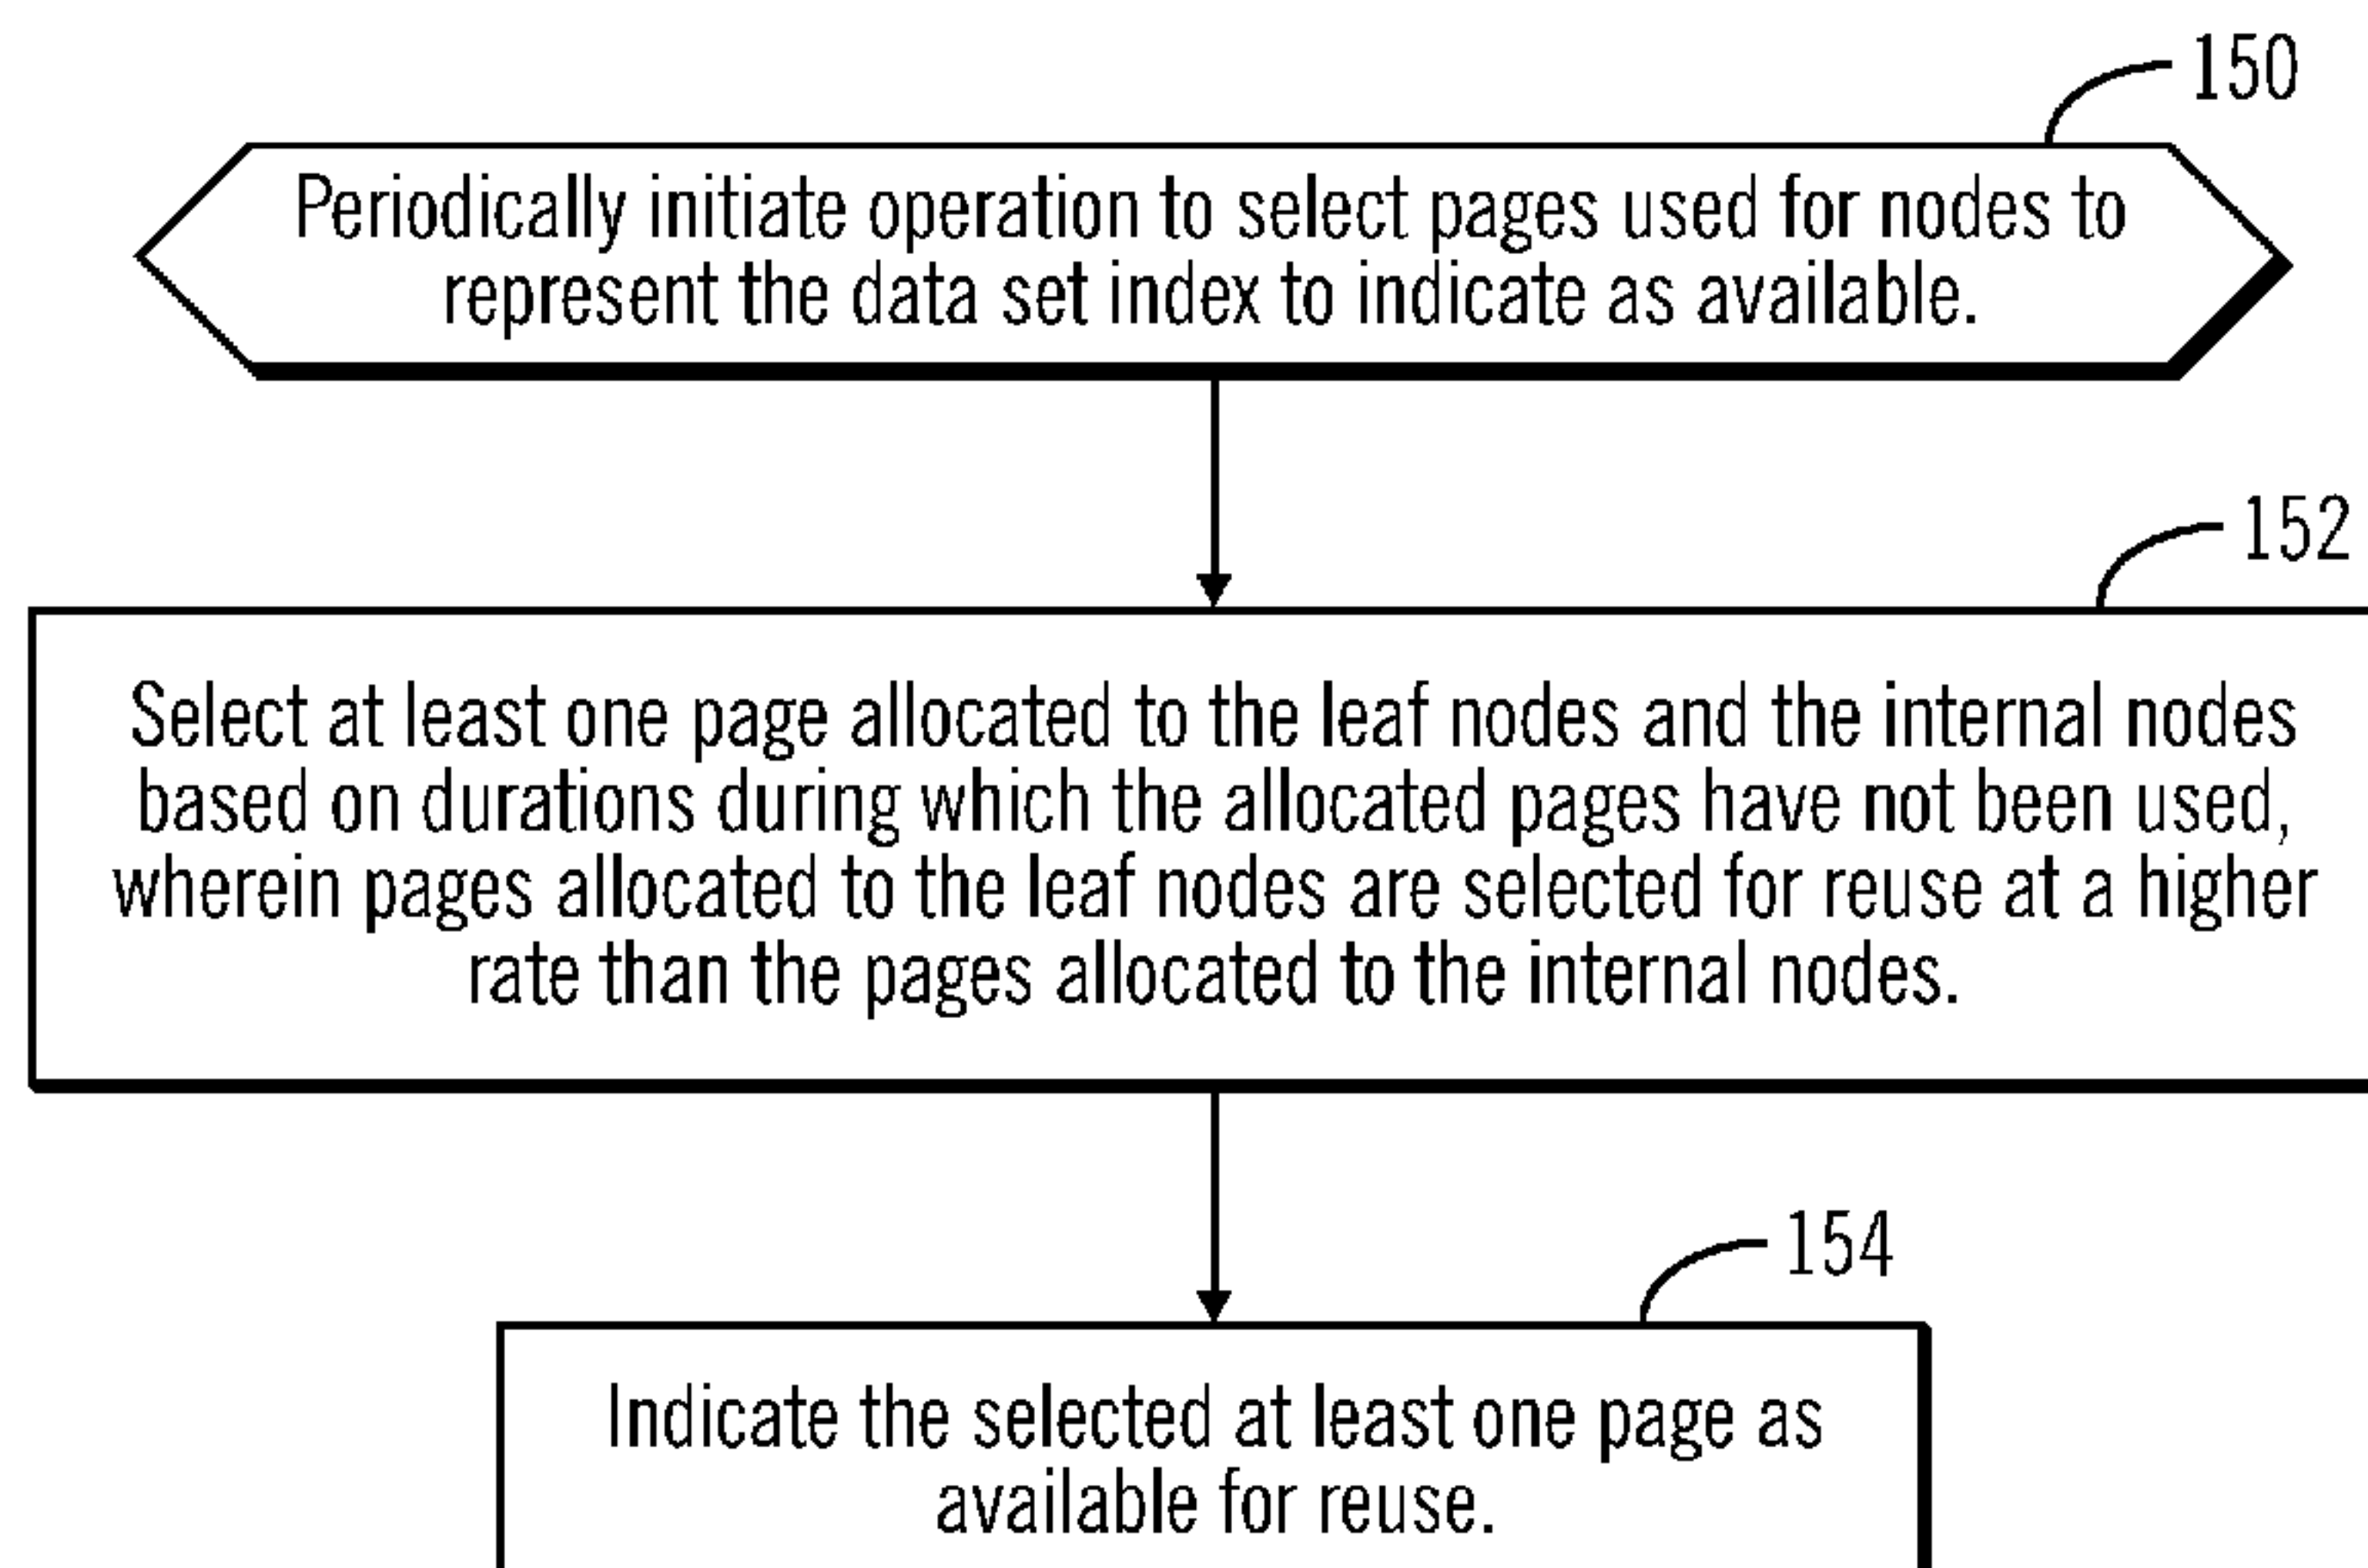 150
Periodically initiate operation to select pages used for nodes to
represent the data set index to indicate as available.
152
Select at least one page allocated to the leaf nodes and the internal nodes
based on durations during which the allocated pages have not been used,
wherein pages allocated to the leaf nodes are selected for reuse at a higher
rate than the pages allocated to the internal nodes.
154
Indicate the selected at least one page as
available for reuse.